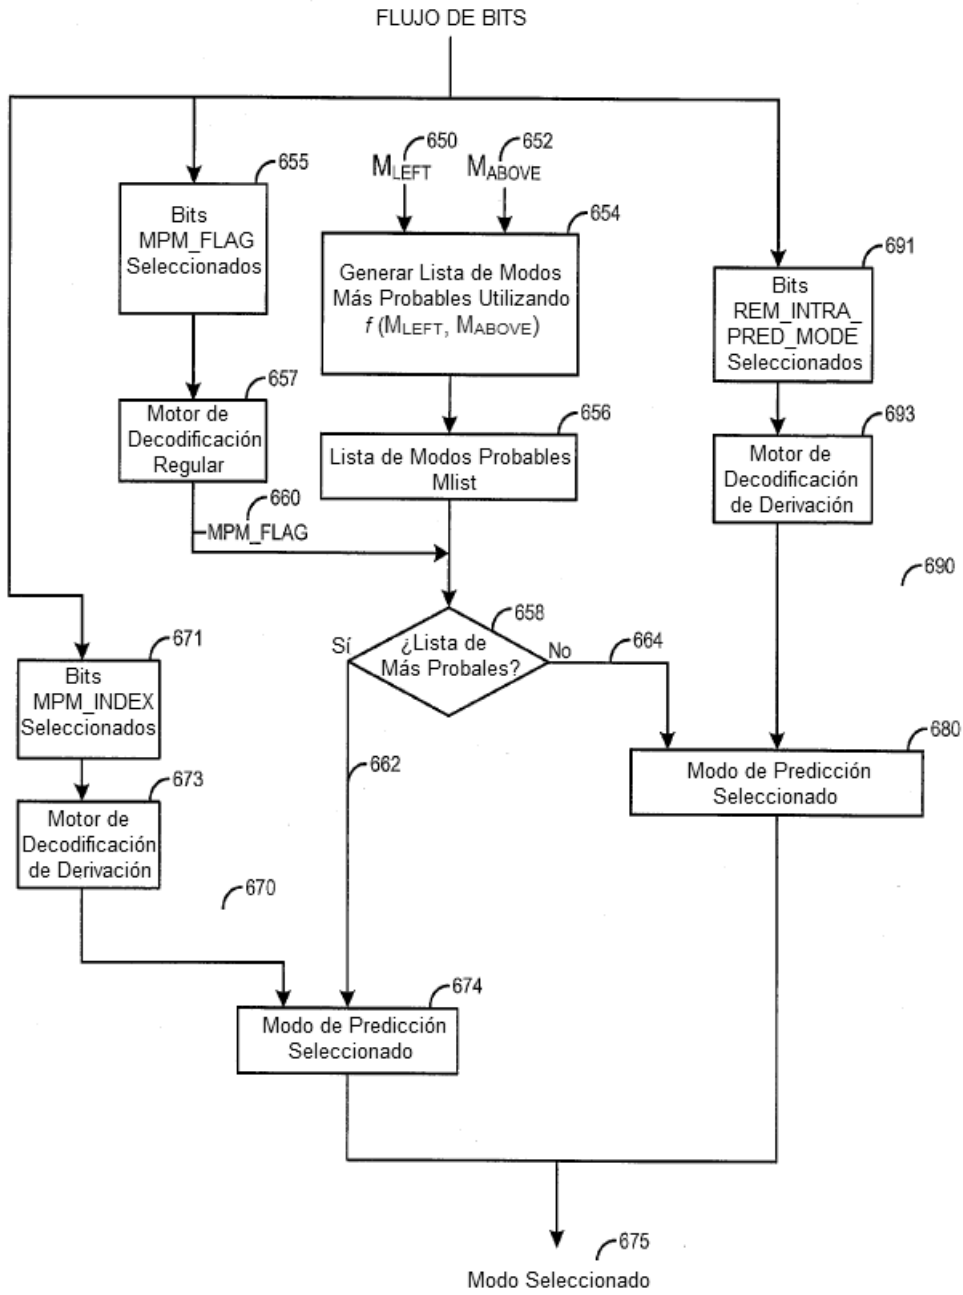 FLUJO DE BITS
650
652
655
MLEFT
MABOVE
654
691
Bits
MPM_FLAG
Seleccionados
Generar Lista de Modos
Más Probables Utilizando
f (MLEFT, MABOVE)
Bits
REM_INTRA_
PRED_MODE
Seleccionados
657
656
693
Motor de
Decodificación
Regular
Lista de Modos Probables
Mlist
Motor de
Decodificación
de Derivación
660
MPM_FLAG
690
658
671
Sí
¿Lista de
Más Probales?
No
664
Bits
MPM_INDEX
Seleccionados
680
662
Modo de Predicción
Seleccionado
673
Motor de
Decodificación
de Derivación
670
674
Modo de Predicción
Seleccionado
675
Modo Seleccionado